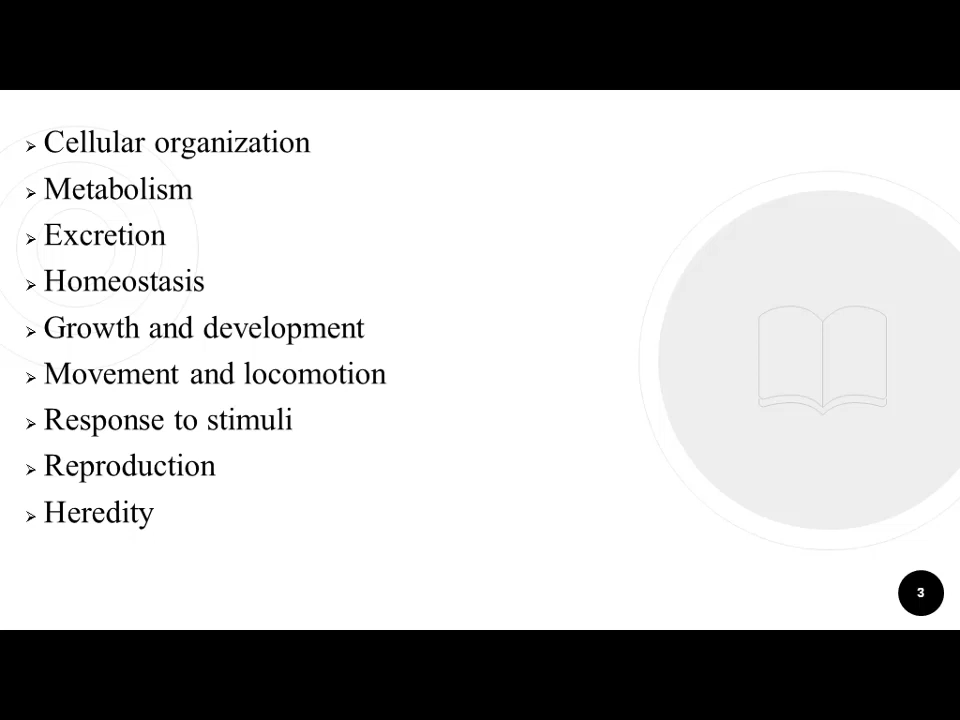 ➢ Cellular organization
➢ Metabolism
➢ Excretion
➢ Homeostasis
➢ Growth and development
➢ Movement and locomotion
➢ Response to stimuli
➢ Reproduction
➢ Heredity
3